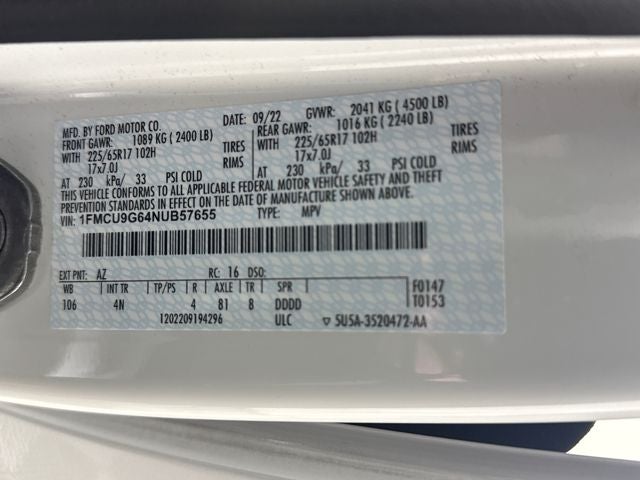 MFD. BY FORD MOTOR CO. DATE: 09/22 GVWR: 2041 KG ( 4500 LB)
FRONT GAWR: 1089 KG ( 2400 LB) REAR GAWR: 1016 KG ( 2240 LB)
WITH 225/65R17 102H TIRES WITH 225/65R17 102H TIRES
17x7.0J RIMS 17x7.0J RIMS
AT 230 kPa/ 33 PSI COLD AT 230 kPa/ 33 PSI COLD
THIS VEHICLE CONFORMS TO ALL APPLICABLE FEDERAL MOTOR VEHICLE SAFETY AND THEFT
PREVENTION STANDARDS IN EFFECT ON THE DATE OF MANUFACTURE SHOWN ABOVE.
VIN: 1FMCU9G64NUB57655 TYPE: MPV
EXT PNT: AZ RC: 16 DSO:
WB INT TR TP/PS R AXLE TR SPR F0147
106 4N 4 81 8 DDDD T0153
1202209194296 ULC ▽ 5U5A-3520472-AA